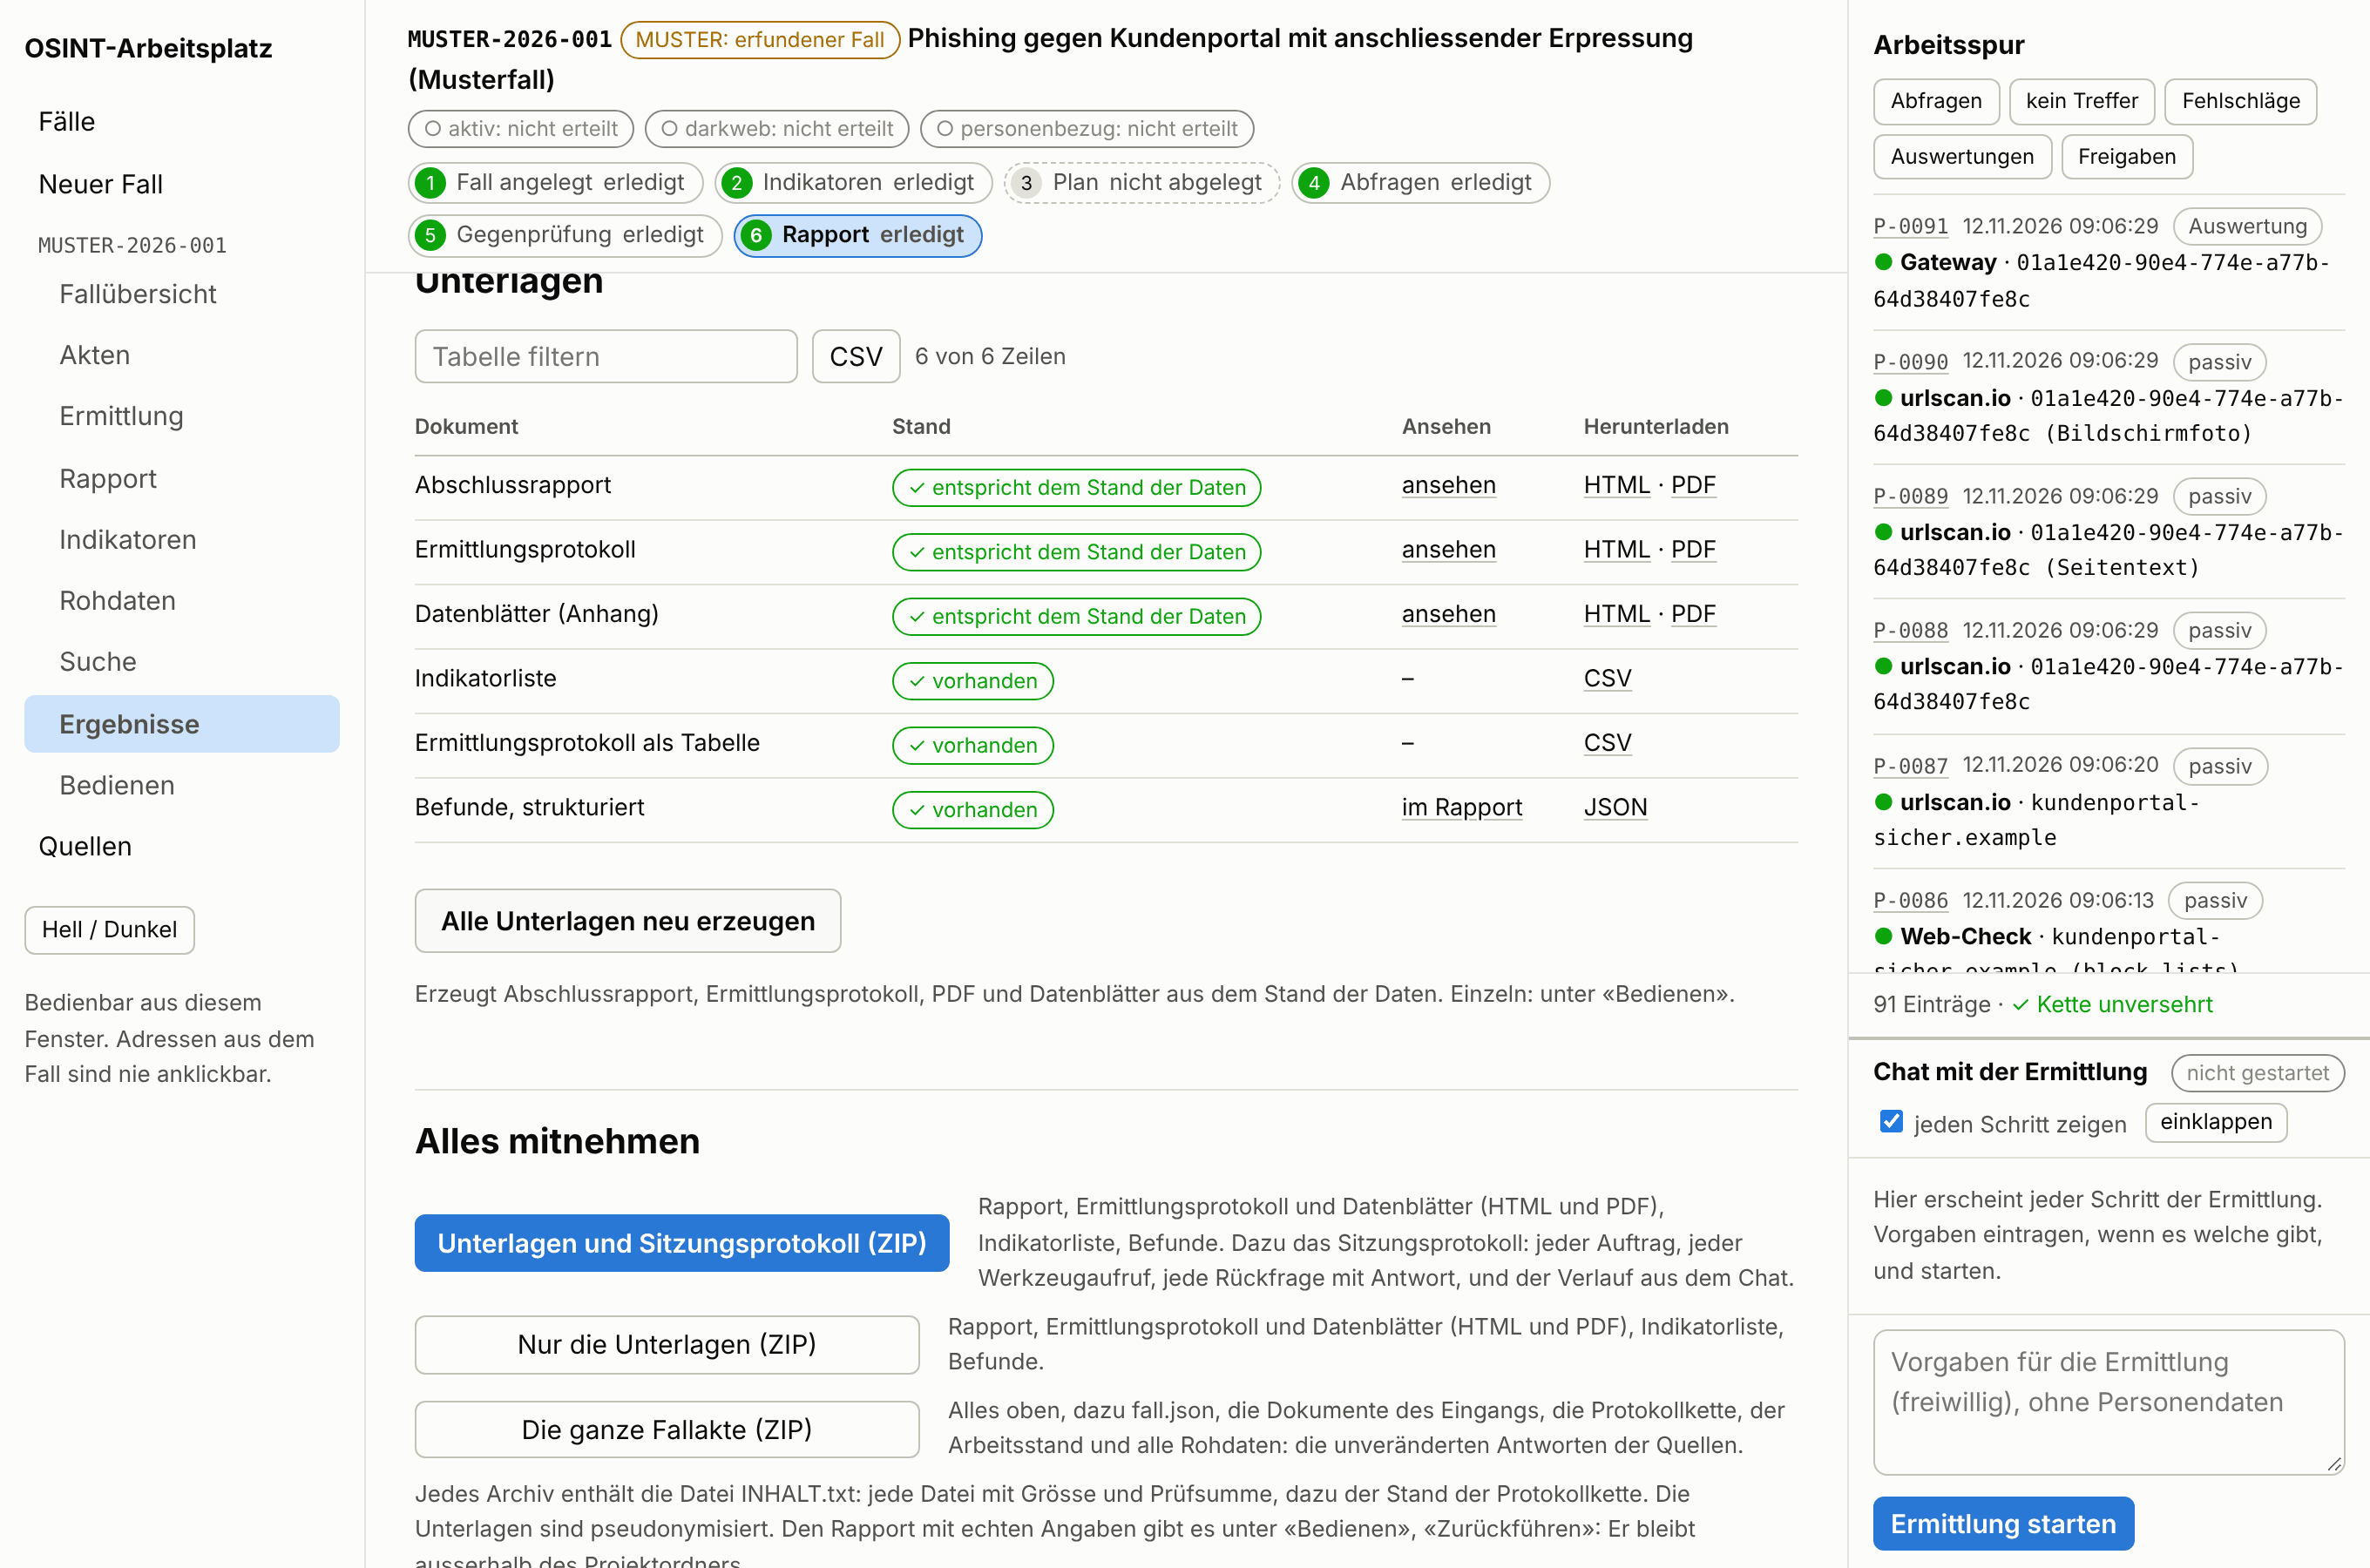 OSINT-Arbeitsplatz
Fälle
Neuer Fall
MUSTER-2026-001
Fallübersicht
Akten
Ermittlung
Rapport
Indikatoren
Rohdaten
Suche
Ergebnisse
Bedienen
Quellen
Hell / Dunkel
Bedienbar aus diesem
Fenster. Adressen aus dem
Fall sind nie anklickbar.
MUSTER-2026-001 MUSTER: erfundener Fall Phishing gegen Kundenportal mit anschliessender Erpressung
(Musterfall)
aktiv: nicht erteilt darkweb: nicht erteilt personenbezug: nicht erteilt
1 Fall angelegt erledigt 2 Indikatoren erledigt 3 Plan nicht abgelegt 4 Abfragen erledigt
5 Gegenprüfung erledigt 6 Rapport erledigt
Unterlagen
Tabelle filtern CSV 6 von 6 Zeilen
Dokument Stand Ansehen Herunterladen
Abschlussrapport ✓ entspricht dem Stand der Daten ansehen HTML · PDF
Ermittlungsprotokoll ✓ entspricht dem Stand der Daten ansehen HTML · PDF
Datenblätter (Anhang) ✓ entspricht dem Stand der Daten ansehen HTML · PDF
Indikatorliste ✓ vorhanden – CSV
Ermittlungsprotokoll als Tabelle ✓ vorhanden – CSV
Befunde, strukturiert ✓ vorhanden im Rapport JSON
Alle Unterlagen neu erzeugen
Erzeugt Abschlussrapport, Ermittlungsprotokoll, PDF und Datenblätter aus dem Stand der Daten. Einzeln: unter «Bedienen».
Alles mitnehmen
Unterlagen und Sitzungsprotokoll (ZIP)
Rapport, Ermittlungsprotokoll und Datenblätter (HTML und PDF),
Indikatorliste, Befunde. Dazu das Sitzungsprotokoll: jeder Auftrag, jeder
Werkzeugaufruf, jede Rückfrage mit Antwort, und der Verlauf aus dem Chat.
Nur die Unterlagen (ZIP)
Rapport, Ermittlungsprotokoll und Datenblätter (HTML und PDF), Indikatorliste,
Befunde.
Die ganze Fallakte (ZIP)
Alles oben, dazu fall.json, die Dokumente des Eingangs, die Protokollkette, der
Arbeitsstand und alle Rohdaten: die unveränderten Antworten der Quellen.
Jedes Archiv enthält die Datei INHALT.txt: jede Datei mit Grösse und Prüfsumme, dazu der Stand der Protokollkette. Die
Unterlagen sind pseudonymisiert. Den Rapport mit echten Angaben gibt es unter «Bedienen», «Zurückführen»: Er bleibt
ausserhalb des Projektordners.
Arbeitsspur
Abfragen kein Treffer Fehlschläge
Auswertungen Freigaben
P-0091 12.11.2026 09:06:29 Auswertung
Gateway · 01a1e420-90e4-774e-a77b-
64d38407fe8c
P-0090 12.11.2026 09:06:29 passiv
urlscan.io · 01a1e420-90e4-774e-a77b-
64d38407fe8c (Bildschirmfoto)
P-0089 12.11.2026 09:06:29 passiv
urlscan.io · 01a1e420-90e4-774e-a77b-
64d38407fe8c (Seitentext)
P-0088 12.11.2026 09:06:29 passiv
urlscan.io · 01a1e420-90e4-774e-a77b-
64d38407fe8c
P-0087 12.11.2026 09:06:20 passiv
urlscan.io · kundenportal-
sicher.example
P-0086 12.11.2026 09:06:13 passiv
Web-Check · kundenportal-
sicher.example (block_lists)
91 Einträge · ✓ Kette unversehrt
Chat mit der Ermittlung nicht gestartet
jeden Schritt zeigen einklappen
Hier erscheint jeder Schritt der Ermittlung.
Vorgaben eintragen, wenn es welche gibt,
und starten.
Vorgaben für die Ermittlung
(freiwillig), ohne Personendaten
Ermittlung starten